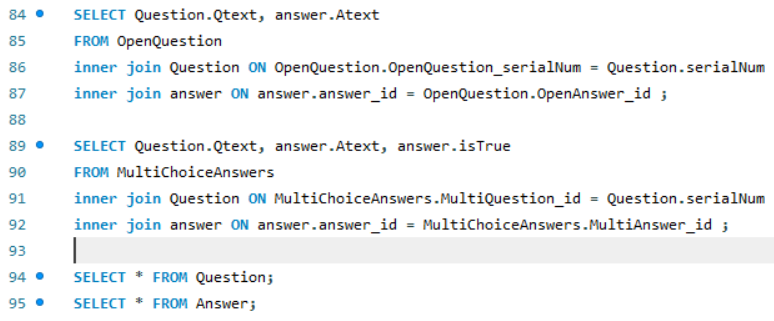 84 SELECT Question.Qtext, answer.Atext
85 FROM OpenQuestion
86 inner join Question ON OpenQuestion.OpenQuestion_serialNum = Question.serialNum
87 inner join answer ON answer.answer_id = OpenQuestion.OpenAnswer_id ;
88
89 SELECT Question.Qtext, answer.Atext, answer.isTrue
90 FROM MultiChoiceAnswers
91 inner join Question ON MultiChoiceAnswers.MultiQuestion_id = Question.serialNum
92 inner join answer ON answer.answer_id = MultiChoiceAnswers.MultiAnswer_id ;
93
94 SELECT * FROM Question;
95 SELECT * FROM Answer;